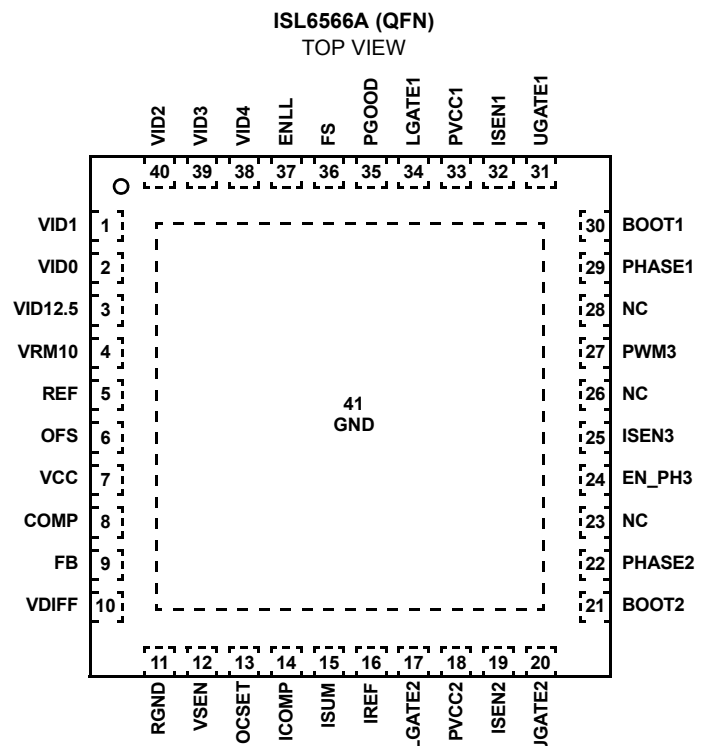 ISL6566A (QFN)
TOP VIEW
VID2
VID3
VID4
ENLL
FS
PGOOD
LGATE1
PVCC1
ISEN1
UGATE1
40 39 38 37 36 35 34 33 32 31
VID1 1 30 BOOT1
VID0 2 29 PHASE1
VID12.5 3 28 NC
VRM10 4 27 PWM3
REF 5 26 NC
41
GND
OFS 6 25 ISEN3
VCC 7 24 EN_PH3
COMP 8 23 NC
FB 9 22 PHASE2
VDIFF 10 21 BOOT2
11 12 13 14 15 16 17 18 19 20
RGND
VSEN
OCSET
ICOMP
ISUM
IREF
LGATE2
PVCC2
ISEN2
UGATE2